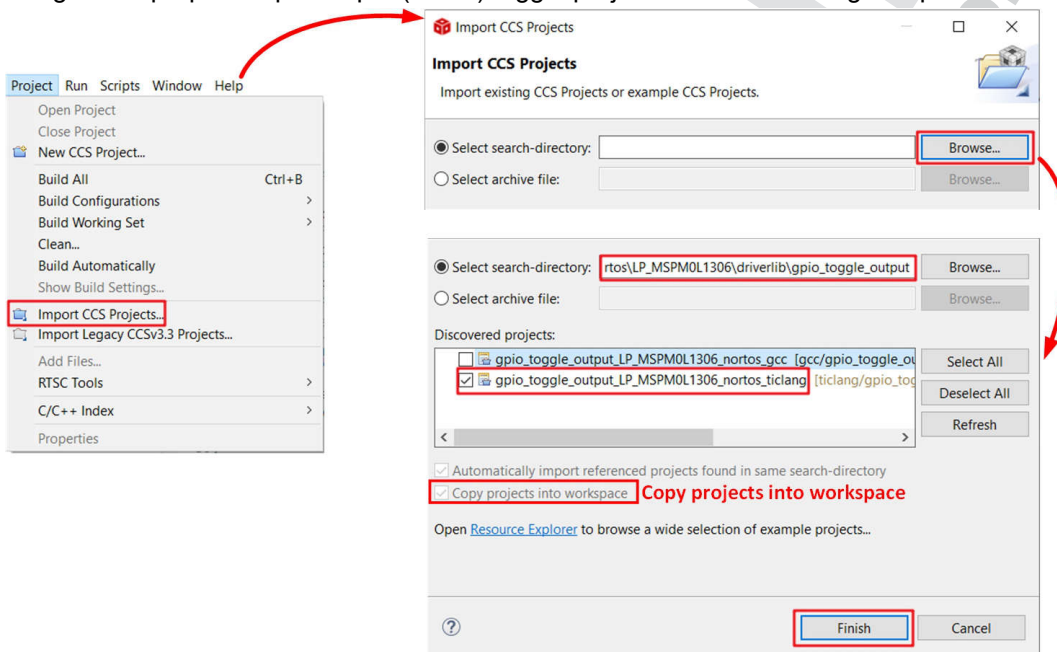 Project Run Scripts Window Help
Open Project
Close Project
New CCS Project...
Build All Ctrl+B
Build Configurations >
Build Working Set >
Clean...
Build Automatically
Show Build Settings...
Import CCS Projects...
Import Legacy CCSv3.3 Projects...
Add Files...
RTSC Tools >
C/C++ Index >
Properties
Import CCS Projects
Import CCS Projects
Import existing CCS Projects or example CCS Projects.
Select search-directory: Browse...
Select archive file: Browse...
Select search-directory: rtos\LP_MSPM0L1306\driverlib\gpio_toggle_output Browse...
Select archive file: Browse...
Discovered projects:
gpio_toggle_output_LP_MSPM0L1306_nortos_gcc [gcc/gpio_toggle_ou Select All
gpio_toggle_output_LP_MSPM0L1306_nortos_ticlang [ticlang/gpio_tog Deselect All
Refresh
Automatically import referenced projects found in same search-directory
Copy projects into workspace Copy projects into workspace
Open Resource Explorer to browse a wide selection of example projects...
Finish Cancel